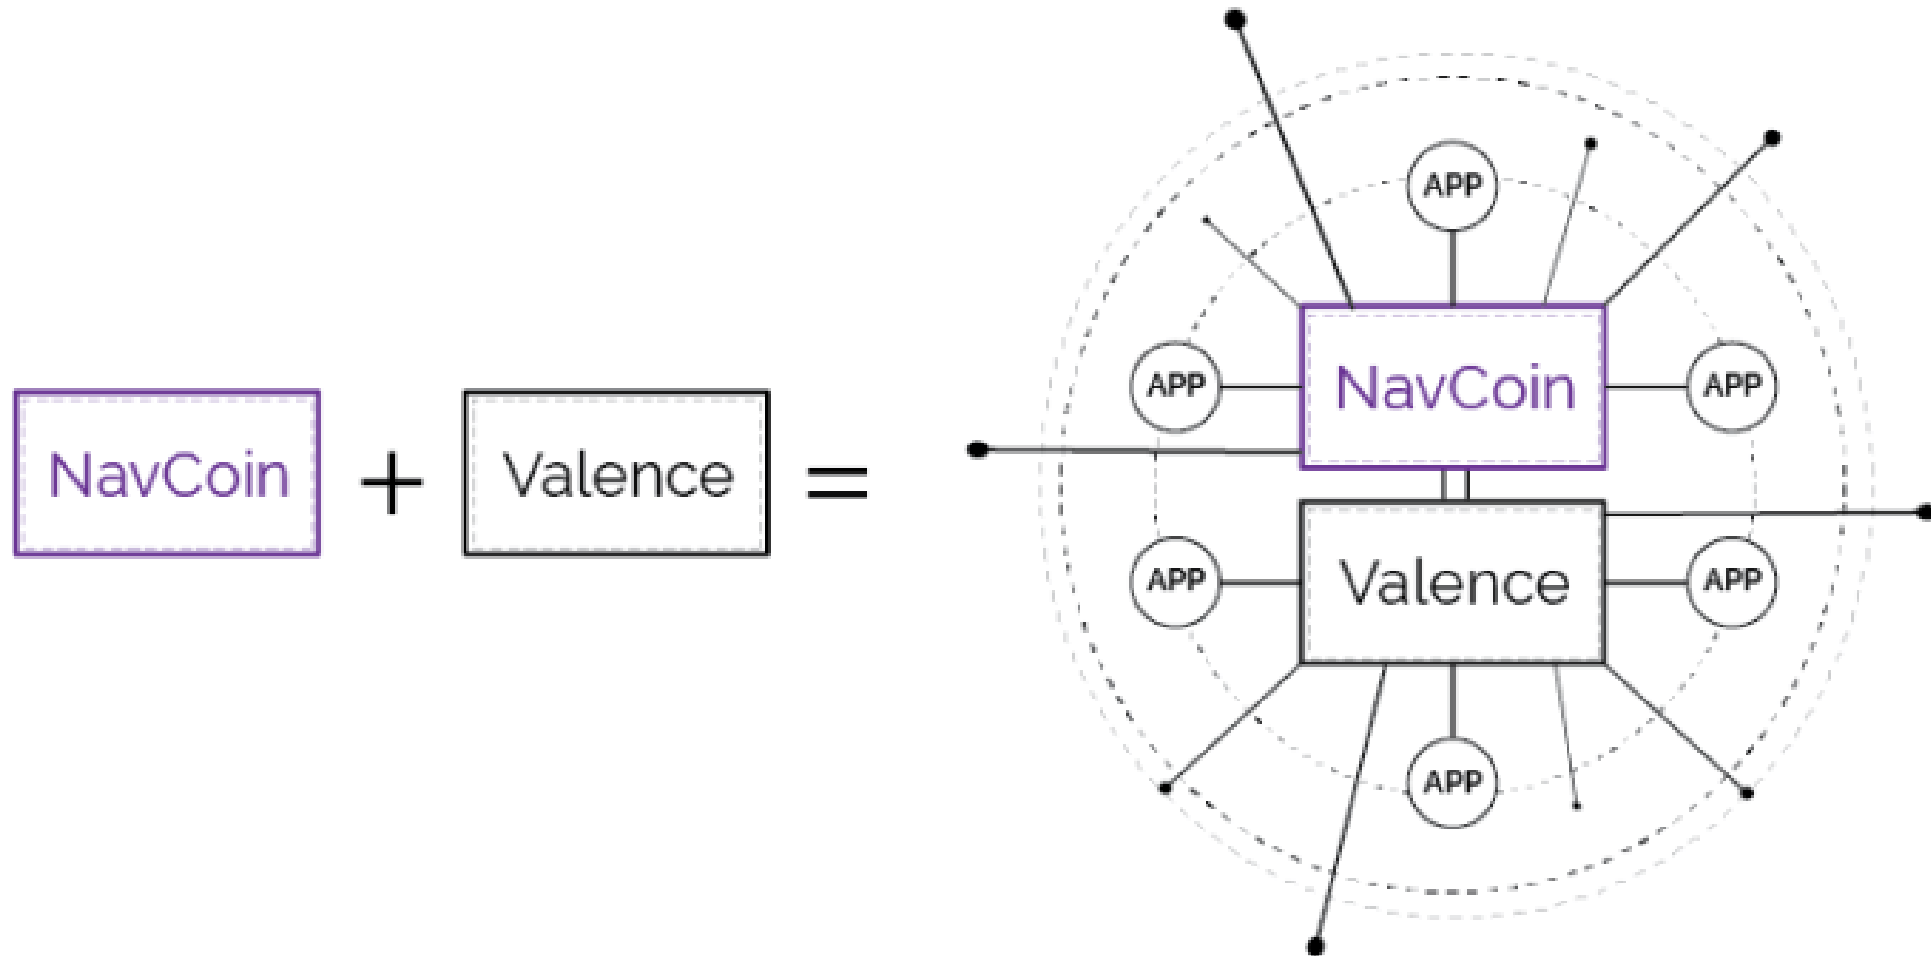 NavCoin + Valence =
APP
APP NavCoin APP
APP Valence APP
APP